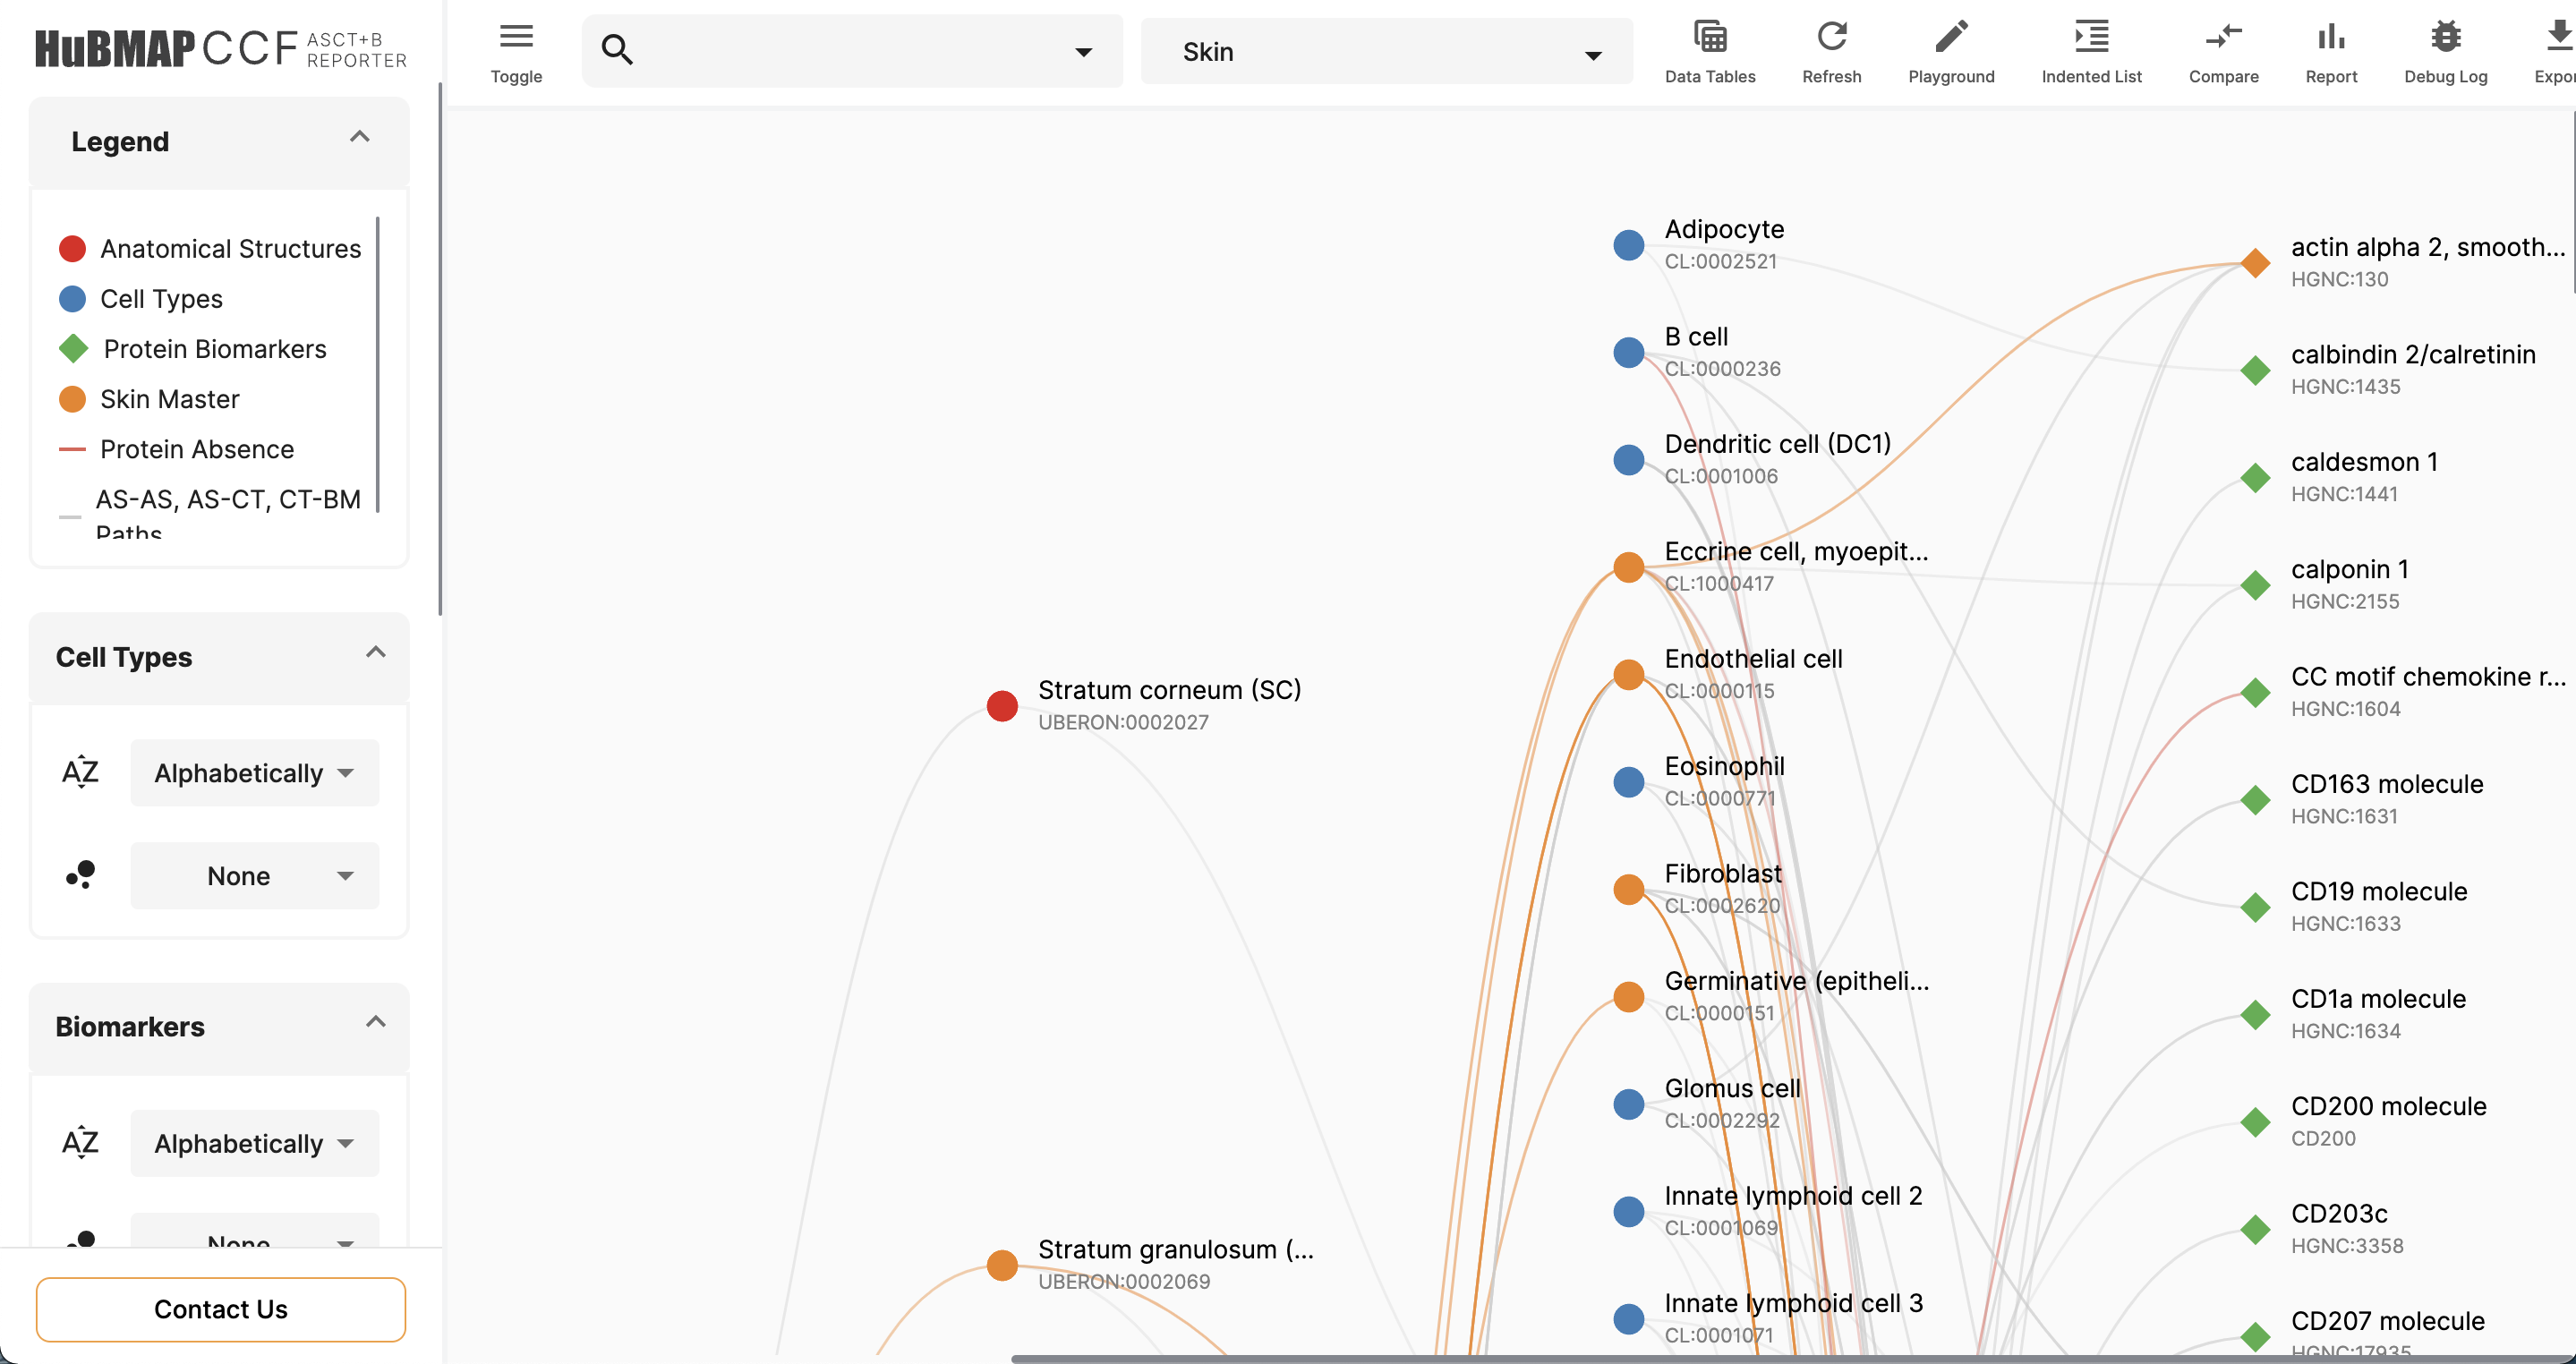 HuBMAP CCF ASCT+B
REPORTER
Toggle
Skin
Data Tables
Refresh
Playground
Indented List
Compare
Report
Debug Log
Expor
Legend
Anatomical Structures
Cell Types
Protein Biomarkers
Skin Master
Protein Absence
AS-AS, AS-CT, CT-BM
Paths
Cell Types
AZ
Alphabetically
None
Biomarkers
AZ
Alphabetically
None
Contact Us
Stratum corneum (SC)
UBERON:0002027
Stratum granulosum (...
UBERON:0002069
Adipocyte
CL:0002521
B cell
CL:0000236
Dendritic cell (DC1)
CL:0001006
Eccrine cell, myoepit...
CL:1000417
Endothelial cell
CL:0000115
Eosinophil
CL:0000771
Fibroblast
CL:0002620
Germinative (epitheli...
CL:0000151
Glomus cell
CL:0002292
Innate lymphoid cell 2
CL:0001069
Innate lymphoid cell 3
CL:0001071
actin alpha 2, smooth...
HGNC:130
calbindin 2/calretinin
HGNC:1435
caldesmon 1
HGNC:1441
calponin 1
HGNC:2155
CC motif chemokine r...
HGNC:1604
CD163 molecule
HGNC:1631
CD19 molecule
HGNC:1633
CD1a molecule
HGNC:1634
CD200 molecule
CD200
CD203c
HGNC:3358
CD207 molecule
HGNC:17935